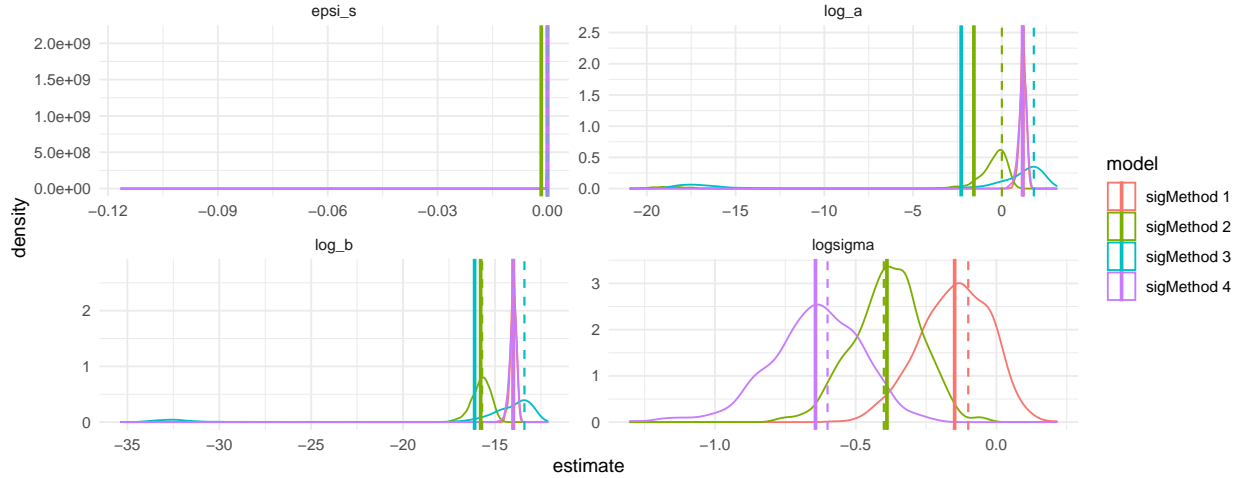 epsi_s
log_a
2.0e+09
1.5e+09
1.0e+09
5.0e+08
0.0e+00
−0.12
−0.09
−0.06
−0.03
0.00
2.5
2.0
1.5
1.0
0.5
0.0
−20
−15
−10
−5
0
density
log_b
logsigma
2
1
0
−35
−30
−25
−20
−15
3
2
1
0
−1.0
−0.5
0.0
estimate
model
sigMethod 1
sigMethod 2
sigMethod 3
sigMethod 4